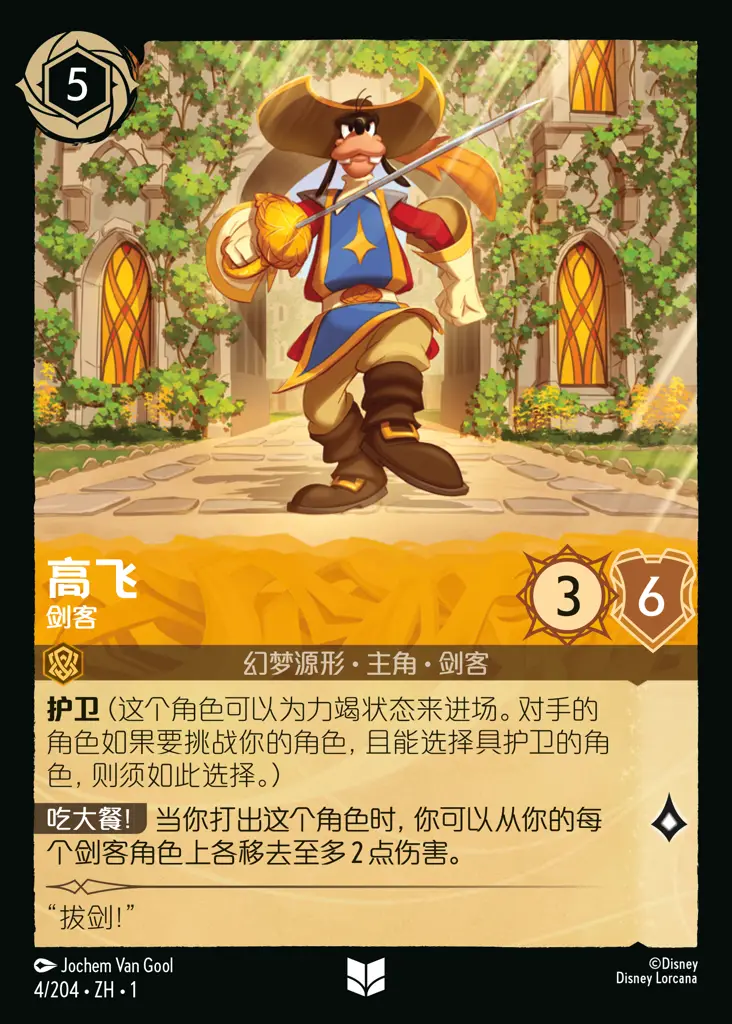 5
高飞
剑客
3
6
幻梦源形 • 主角 • 剑客
护卫（这个角色可以为力竭状态来进场。对手的
角色如果要挑战你的角色，且能选择具护卫的角
色，则须如此选择。）
吃大餐！ 当你打出这个角色时，你可以从你的每
个剑客角色上各移去至多2点伤害。
“拔剑！”
Jochem Van Gool
4/204 • ZH • 1
©Disney
Disney Lorcana